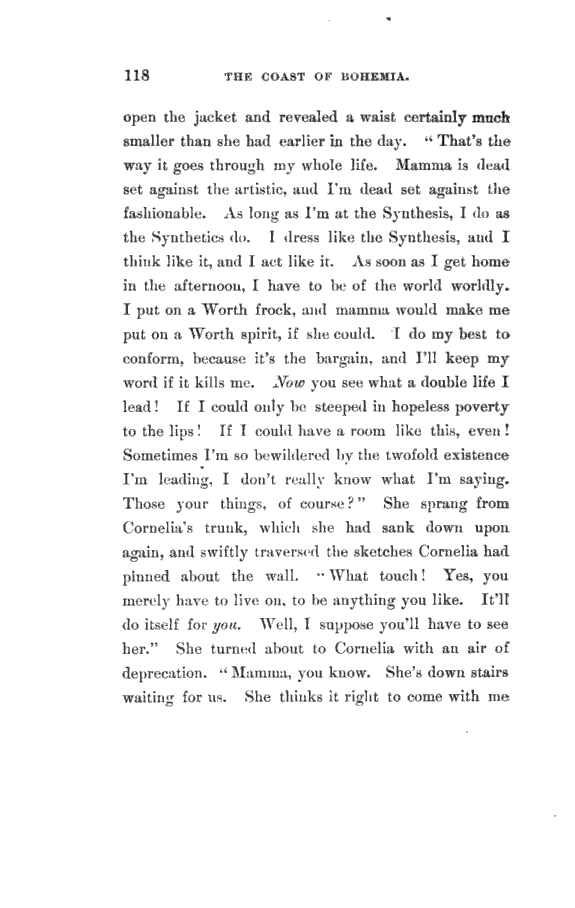 118 THE COAST OF BOHEMIA.
open the jacket and revealed a waist certainly much
smaller than she had earlier in the day. “That's the
way it goes through my whole life. Mamma is dead
set against the artistic, and I'm dead set against the
fashionable. As long as I'm at the Synthesis, I do as
the Synthetics do. I dress like the Synthesis, and I
think like it, and I act like it. As soon as I get home
in the afternoon, I have to be of the world worldly.
I put on a Worth frock, and mamma would make me
put on a Worth spirit, if she could. I do my best to
conform, because it's the bargain, and I'll keep my
word if it kills me. Now you see what a double life I
lead! If I could only be steeped in hopeless poverty
to the lips! If I could have a room like this, even!
Sometimes I'm so bewildered by the twofold existence
I'm leading, I don't really know what I'm saying.
Those your things, of course?” She sprang from
Cornelia's trunk, which she had sank down upon
again, and swiftly traversed the sketches Cornelia had
pinned about the wall. “What touch! Yes, you
merely have to live on, to be anything you like. It'll
do itself for you. Well, I suppose you'll have to see
her.” She turned about to Cornelia with an air of
deprecation. “Mamma, you know. She's down stairs
waiting for us. She thinks it right to come with me